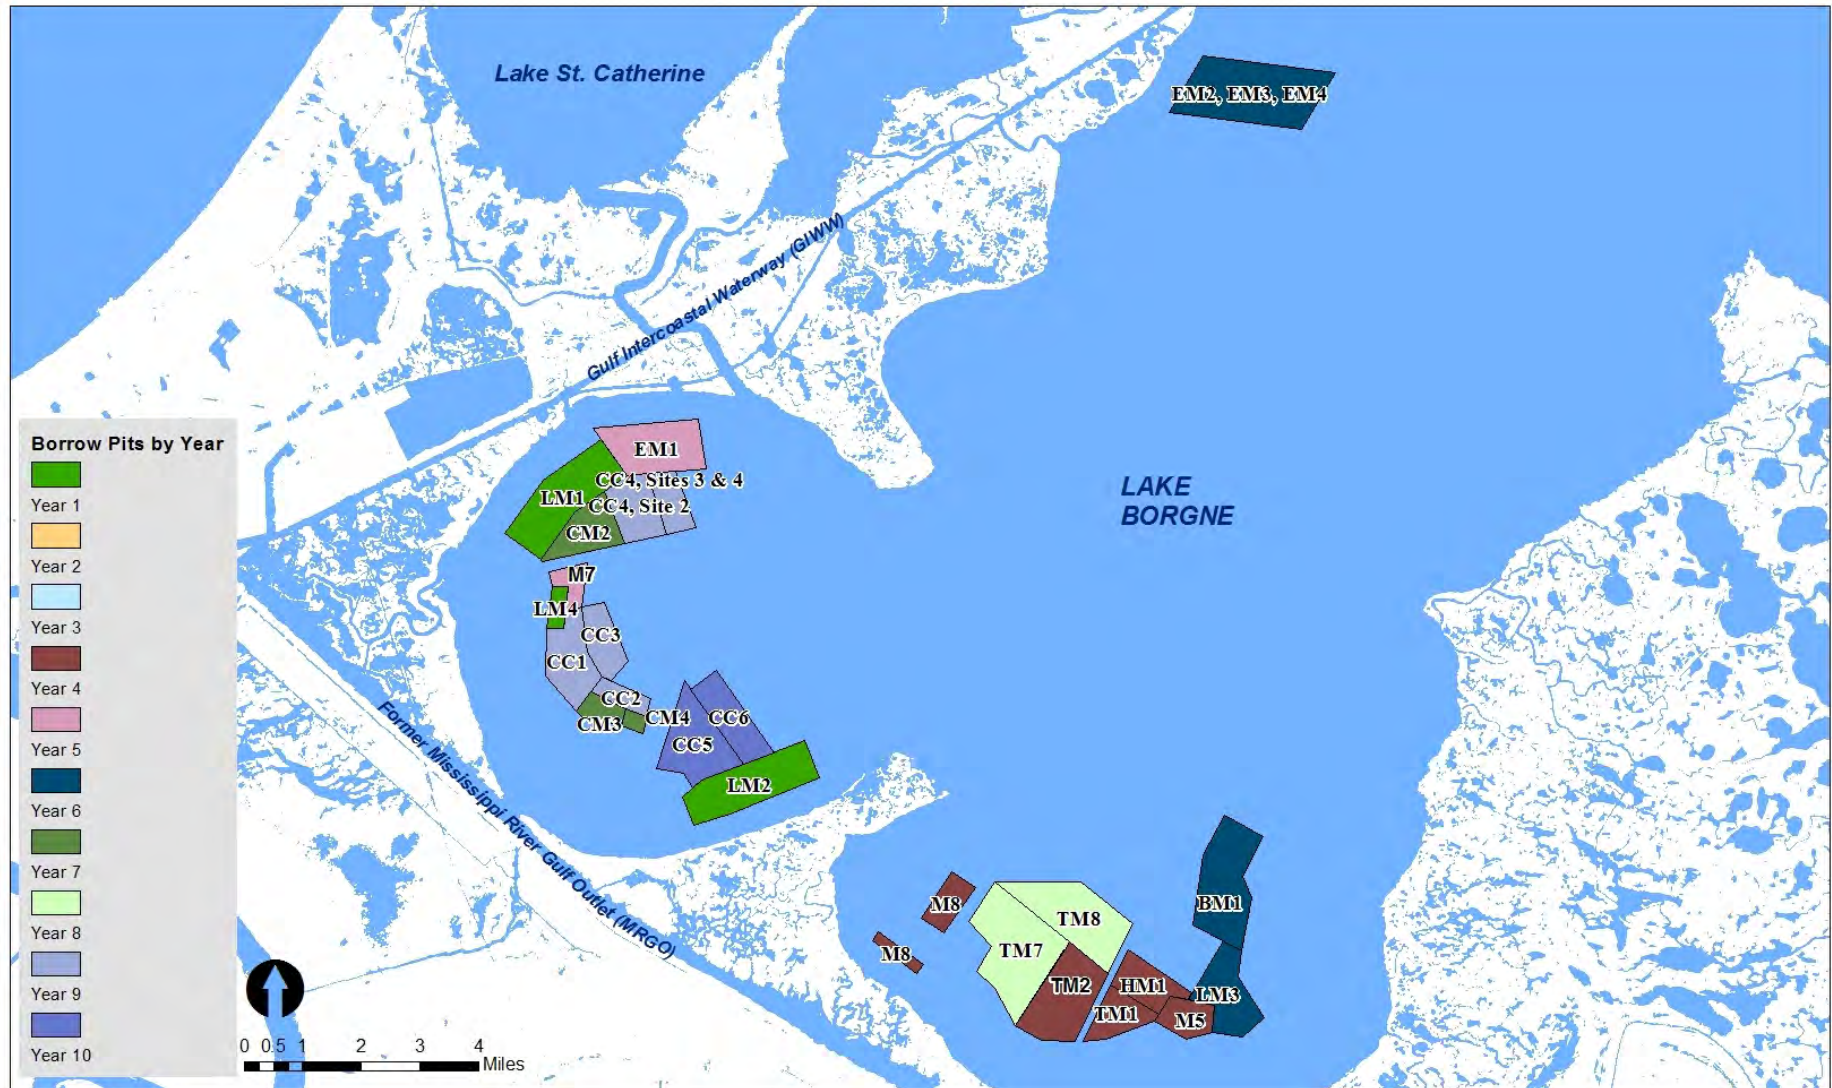 Lake St. Catherine
EM2, EM3, EM4
Gulf Intercoastal Waterway (GIWW)
Borrow Pits by Year
Year 1
Year 2
Year 3
Year 4
Year 5
Year 6
Year 7
Year 8
Year 9
Year 10
EM1
CC4, Sites 3 & 4
LM1
CC4, Site 2
CM2
LAKE
BORGNE
M7
LM4
CC3
CC1
CC2
CM3
CM4
CC6
CC5
LM2
Former Mississippi River Gulf Outlet (MRGO)
M8
M8
TM8
TM7
TM2
BM1
HM1
LM3
TM1
M5
0 0.5 1 2 3 4
Miles